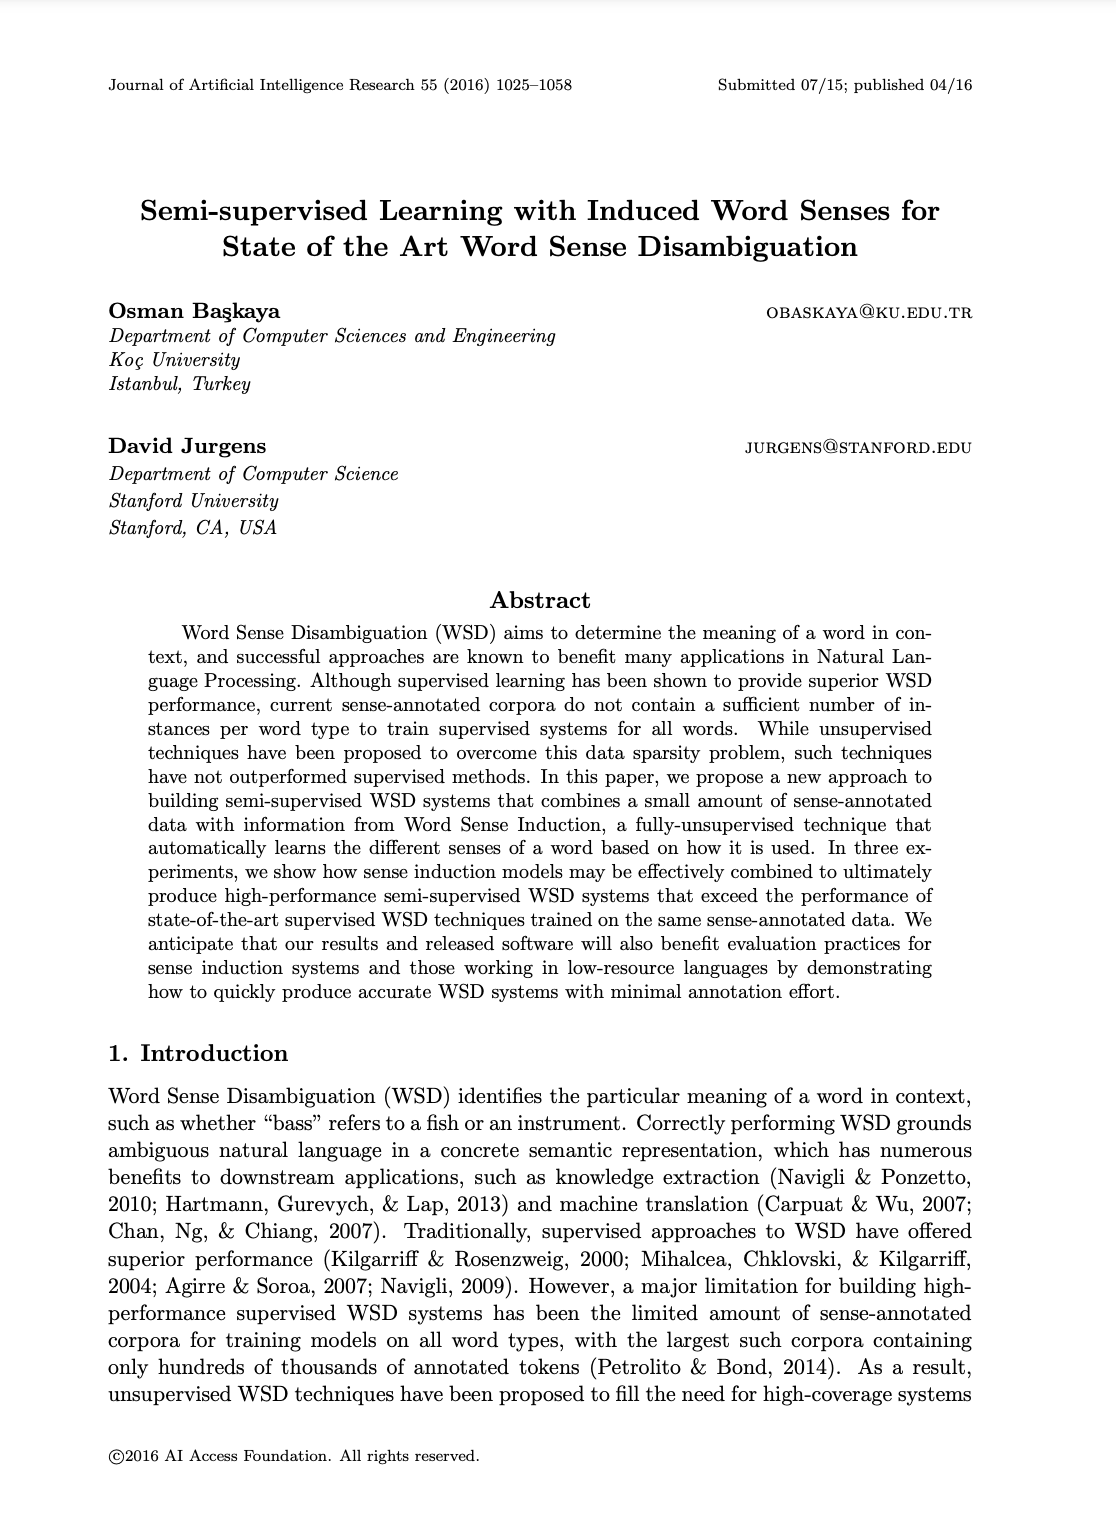 Journal of Artificial Intelligence Research 55 (2016) 1025–1058 Submitted 07/15; published 04/16
Semi-supervised Learning with Induced Word Senses for
State of the Art Word Sense Disambiguation
Osman Başkaya OBASKAYA@KU.EDU.TR
Department of Computer Sciences and Engineering
Koç University
Istanbul, Turkey
David Jurgens JURGENS@STANFORD.EDU
Department of Computer Science
Stanford University
Stanford, CA, USA
Abstract
Word Sense Disambiguation (WSD) aims to determine the meaning of a word in con-
text, and successful approaches are known to benefit many applications in Natural Lan-
guage Processing. Although supervised learning has been shown to provide superior WSD
performance, current sense-annotated corpora do not contain a sufficient number of in-
stances per word type to train supervised systems for all words. While unsupervised
techniques have been proposed to overcome this data sparsity problem, such techniques
have not outperformed supervised methods. In this paper, we propose a new approach to
building semi-supervised WSD systems that combines a small amount of sense-annotated
data with information from Word Sense Induction, a fully-unsupervised technique that
automatically learns the different senses of a word based on how it is used. In three ex-
periments, we show how sense induction models may be effectively combined to ultimately
produce high-performance semi-supervised WSD systems that exceed the performance of
state-of-the-art supervised WSD techniques trained on the same sense-annotated data. We
anticipate that our results and released software will also benefit evaluation practices for
sense induction systems and those working in low-resource languages by demonstrating
how to quickly produce accurate WSD systems with minimal annotation effort.
1. Introduction
Word Sense Disambiguation (WSD) identifies the particular meaning of a word in context,
such as whether “bass” refers to a fish or an instrument. Correctly performing WSD grounds
ambiguous natural language in a concrete semantic representation, which has numerous
benefits to downstream applications, such as knowledge extraction (Navigli & Ponzetto,
2010; Hartmann, Gurevych, & Lap, 2013) and machine translation (Carpuat & Wu, 2007;
Chan, Ng, & Chiang, 2007). Traditionally, supervised approaches to WSD have offered
superior performance (Kilgarriff & Rosenzweig, 2000; Mihalcea, Chklovski, & Kilgarriff,
2004; Agirre & Soroa, 2007; Navigli, 2009). However, a major limitation for building high-
performance supervised WSD systems has been the limited amount of sense-annotated
corpora for training models on all word types, with the largest such corpora containing
only hundreds of thousands of annotated tokens (Petrolito & Bond, 2014). As a result,
unsupervised WSD techniques have been proposed to fill the need for high-coverage systems
©2016 AI Access Foundation. All rights reserved.